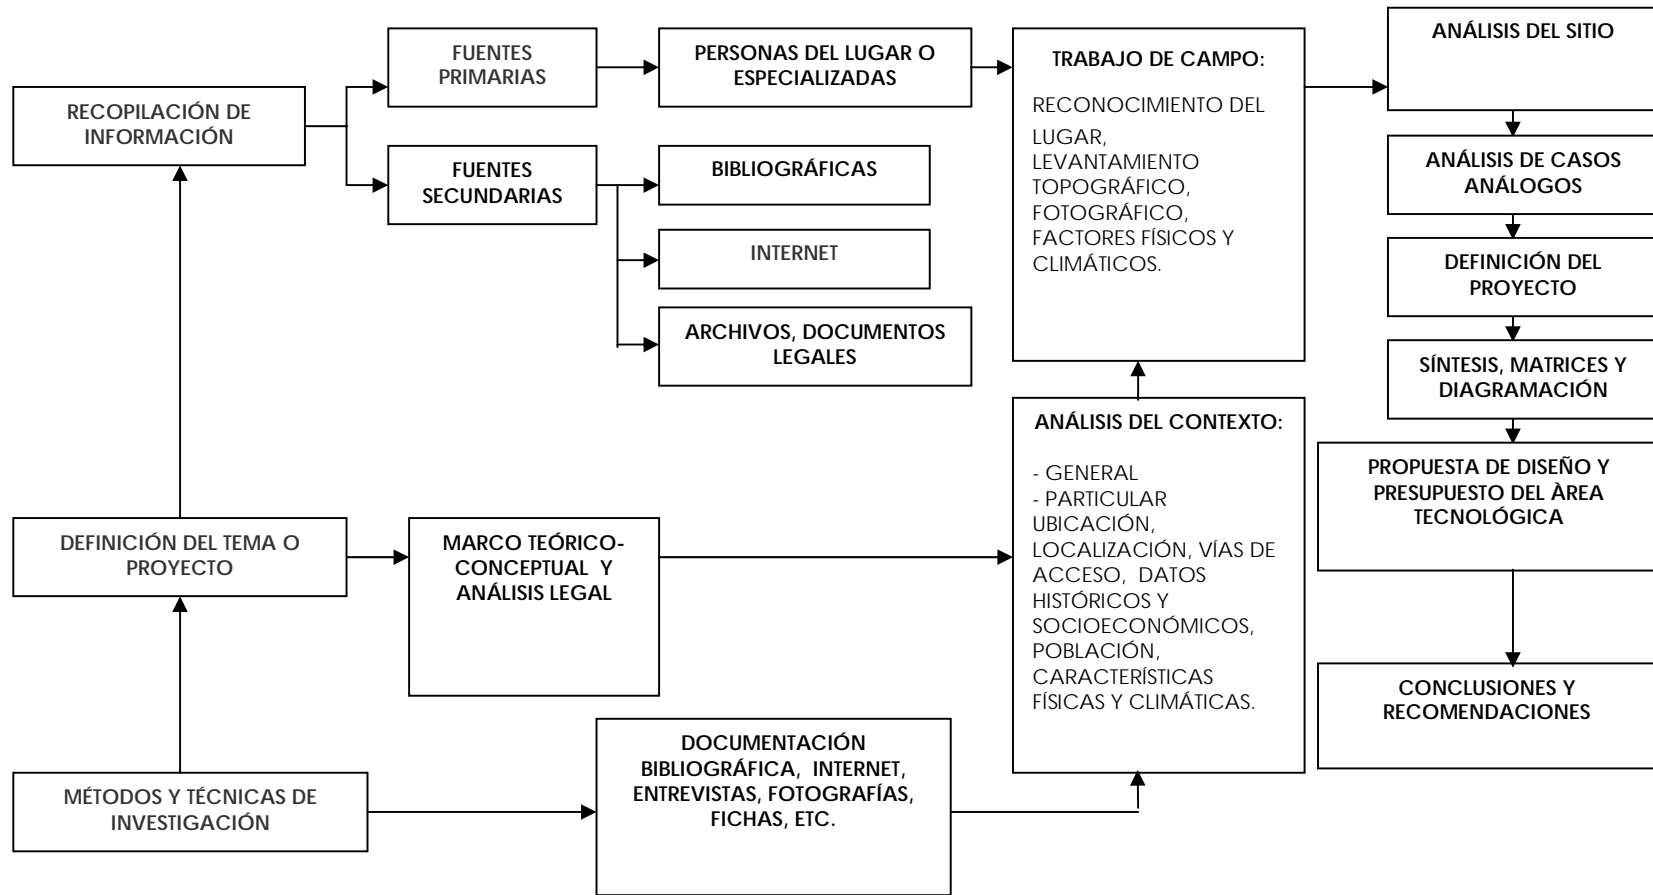 RECOPILACIÓN DE
INFORMACIÓN
FUENTES
PRIMARIAS
PERSONAS DEL LUGAR O
ESPECIALIZADAS
FUENTES
SECUNDARIAS
BIBLIOGRÁFICAS
INTERNET
ARCHIVOS, DOCUMENTOS
LEGALES
TRABAJO DE CAMPO:
RECONOCIMIENTO DEL
LUGAR,
LEVANTAMIENTO
TOPOGRÁFICO,
FOTOGRÁFICO,
FACTORES FÍSICOS Y
CLIMÁTICOS.
ANÁLISIS DEL SITIO
ANÁLISIS DE CASOS
ANÁLOGOS
DEFINICIÓN DEL
PROYECTO
SÍNTESIS, MATRICES Y
DIAGRAMACIÓN
PROPUESTA DE DISEÑO Y
PRESUPUESTO DEL ÀREA
TECNOLÓGICA
CONCLUSIONES Y
RECOMENDACIONES
DEFINICIÓN DEL TEMA O
PROYECTO
MARCO TEÓRICO-
CONCEPTUAL Y
ANÁLISIS LEGAL
ANÁLISIS DEL CONTEXTO:
- GENERAL
- PARTICULAR
UBICACIÓN,
LOCALIZACIÓN, VÍAS DE
ACCESO, DATOS
HISTÓRICOS Y
SOCIOECONÓMICOS,
POBLACIÓN,
CARACTERÍSTICAS
FÍSICAS Y CLIMÁTICAS.
MÉTODOS Y TÉCNICAS DE
INVESTIGACIÓN
DOCUMENTACIÓN
BIBLIOGRÁFICA, INTERNET,
ENTREVISTAS, FOTOGRAFÍAS,
FICHAS, ETC.